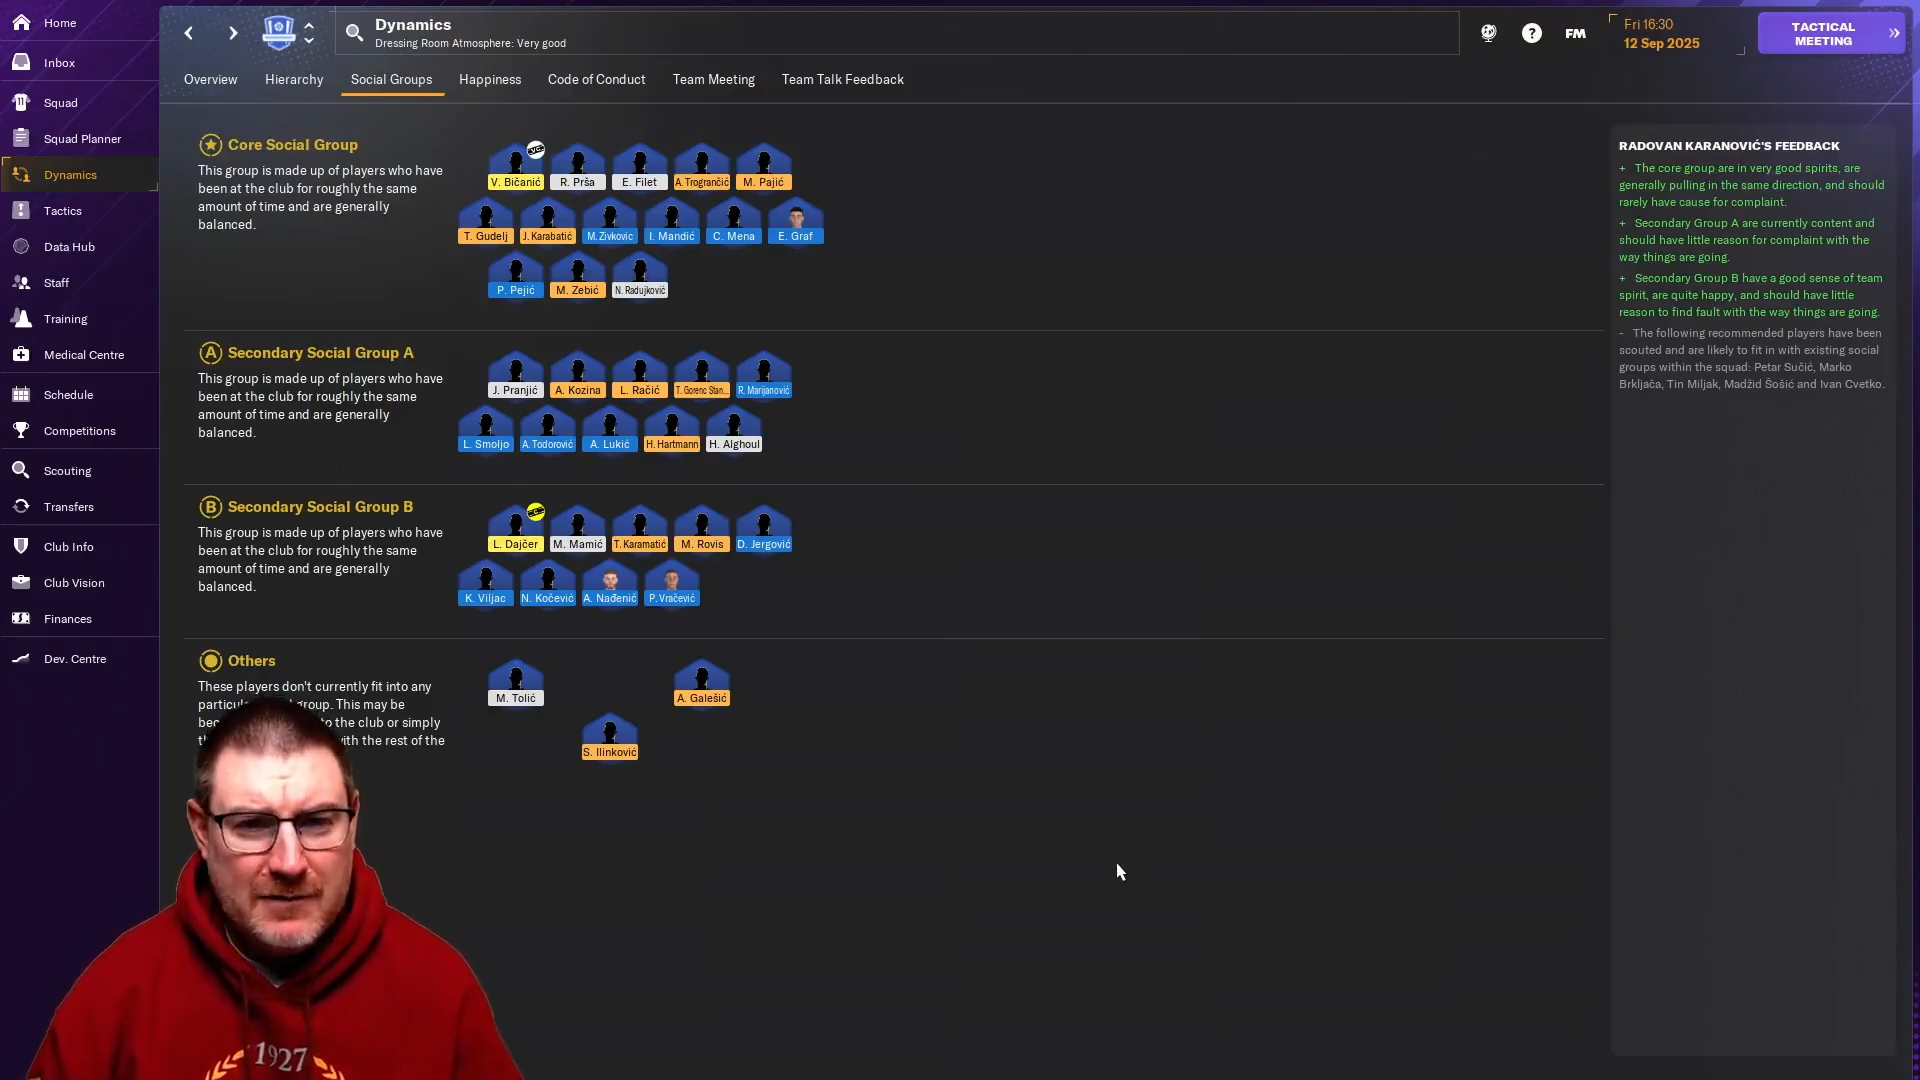 Home
Inbox
Squad
Squad Planner
Dynamics
Tactics
Data Hub
Staff
Training
Medical Centre
Schedule
Competitions
Scouting
Transfers
Club Info
Club Vision
Finances
Dev. Centre
Dynamics
Dressing Room Atmosphere: Very good
FM
Fri 16:30
12 Sep 2025
TACTICAL
MEETING
Overview
Hierarchy
Social Groups
Happiness
Code of Conduct
Team Meeting
Team Talk Feedback
Core Social Group
This group is made up of players who have
been at the club for roughly the same
amount of time and are generally
balanced.
V. Bičanić
R. Prša
E. Filet
A. Trogrančić
M. Pajić
T. Gudelj
J. Karabatić
M. Zivkovic
I. Mandić
C. Mena
E. Graf
P. Pejić
M. Zebić
N. Radujković
A
Secondary Social Group A
This group is made up of players who have
been at the club for roughly the same
amount of time and are generally
balanced.
J. Pranjić
A. Kozina
L. Račić
T. Gorenc Stan...
R. Marijanović
L. Smoljo
A. Todorović
A. Lukić
H. Hartmann
H. Alghoul
B
Secondary Social Group B
This group is made up of players who have
been at the club for roughly the same
amount of time and are generally
balanced.
L. Dajčer
M. Mamić
T. Karamatić
M. Rovis
D. Jergović
K. Viljac
N. Kočević
A. Nađenić
P. Vračević
Others
These players don't currently fit into any
group. This may be
to the club or simply
with the rest of the
M. Tolić
A. Galešić
S. Ilinković
RADOVAN KARANOVIĆ'S FEEDBACK
+ The core group are in very good spirits, are
generally pulling in the same direction, and should
rarely have cause for complaint.
+ Secondary Group A are currently content and
should have little reason for complaint with the
way things are going.
+ Secondary Group B have a good sense of team
spirit, are quite happy, and should have little
reason to find fault with the way things are going.
- The following recommended players have been
scouted and are likely to fit in with existing social
groups within the squad: Petar Sučić, Marko
Brkljača, Tin Miljak, Madžid Šošić and Ivan Cvetko.
1927